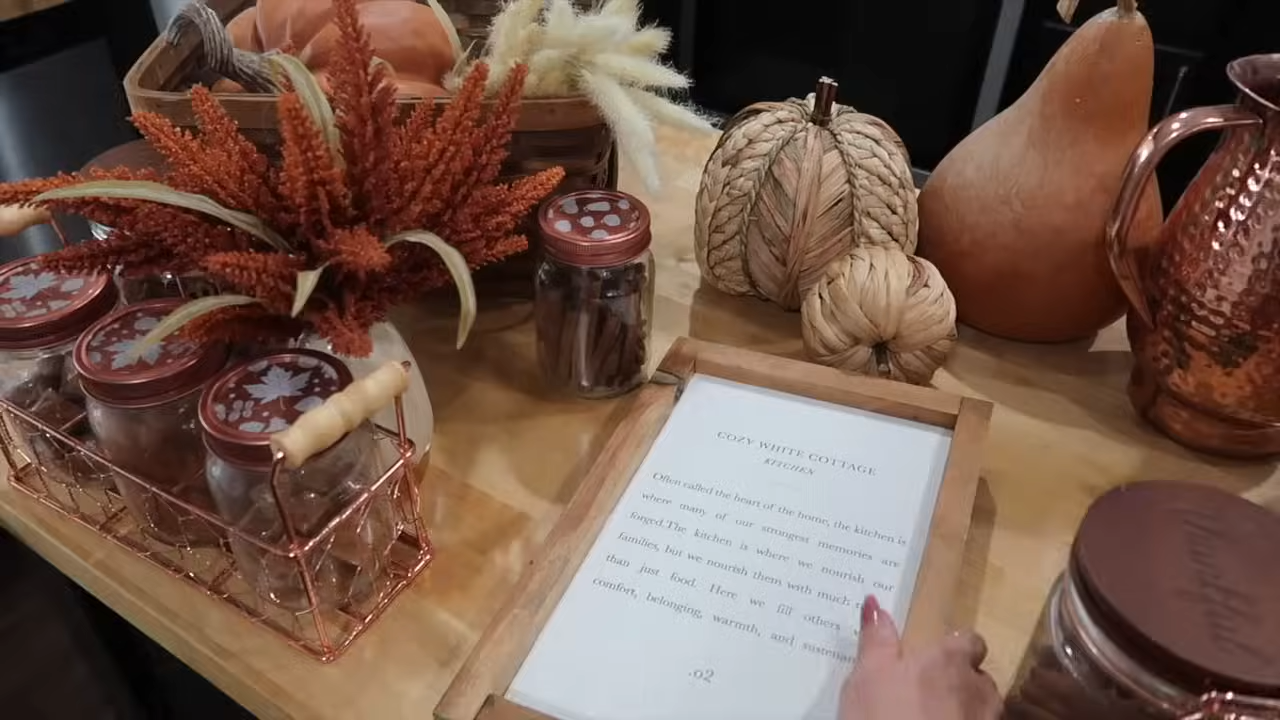 COZY WHITE COTTAGE
KITCHEN
Often called the heart of the home, the kitchen is
where many of our strongest memories are
forged.The kitchen is where we nourish our
families, but we nourish them with much
than just food. Here we fill others
comfort, belonging, warmth, and sustenan
.02